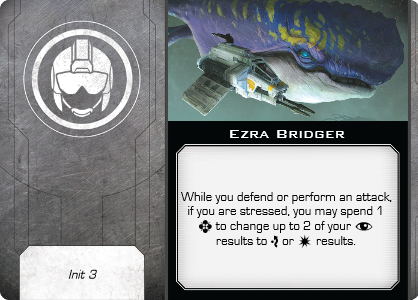 Ezra Bridger
While you defend or perform an attack,
if you are stressed, you may spend 1
to change up to 2 of your
results to or results.
Init 3